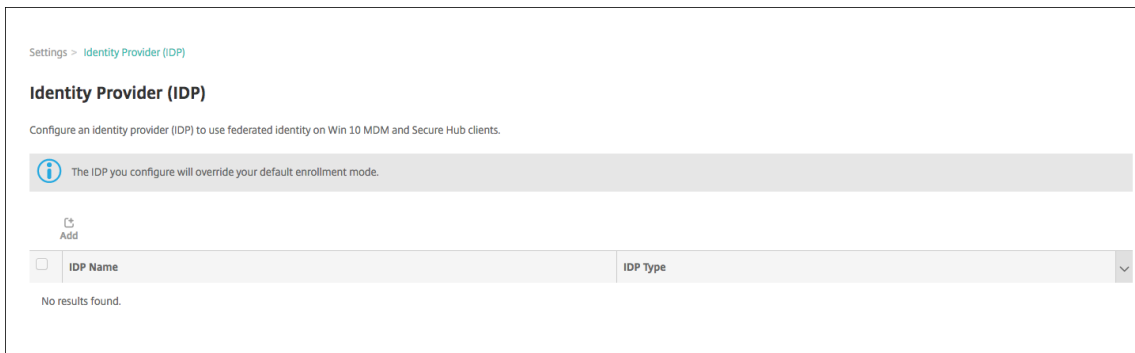 Settings > Identity Provider (IDP)
Identity Provider (IDP)
Configure an identity provider (IDP) to use federated identity on Win 10 MDM and Secure Hub clients.
The IDP you configure will override your default enrollment mode.
Add
IDP Name IDP Type
No results found.